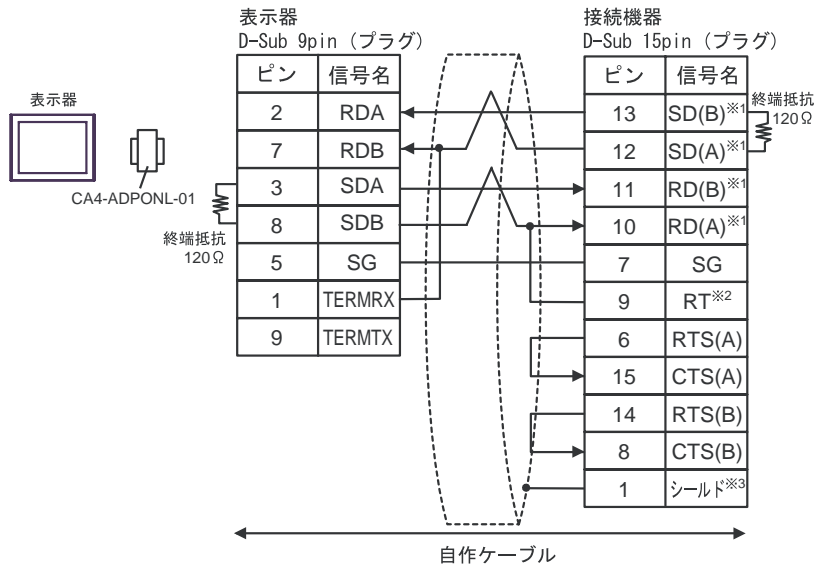 表示器
CA4-ADPONL-01
終端抵抗
120Ω
表示器
D-Sub 9pin (プラグ)
ピン 信号名
2 RDA
7 RDB
3 SDA
8 SDB
5 SG
1 TERMRX
9 TERMTX
接続機器
D-Sub 15pin (プラグ)
ピン 信号名
13 SD(B)※1
12 SD(A)※1
11 RD(B)※1
10 RD(A)※1
7 SG
9 RT※2
6 RTS(A)
15 CTS(A)
14 RTS(B)
8 CTS(B)
1 シールド※3
終端抵抗
120Ω
自作ケーブル